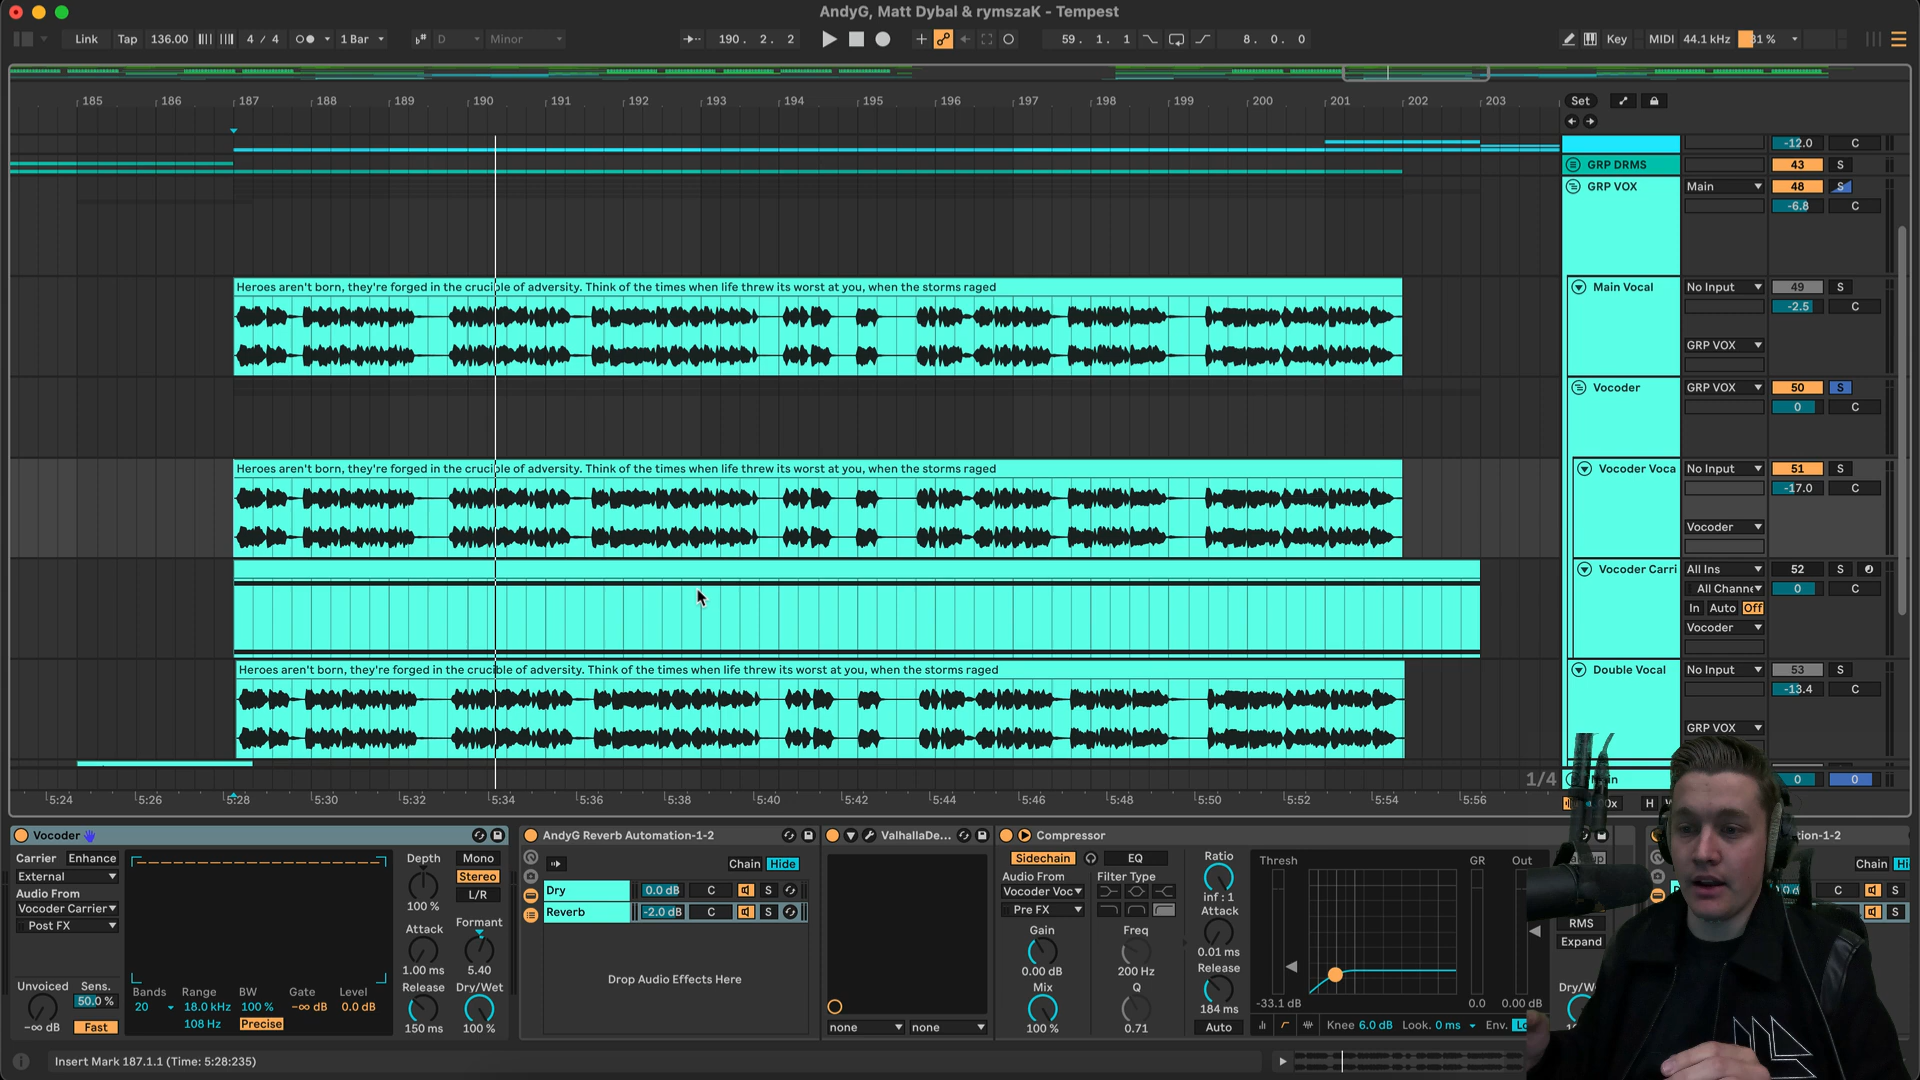 AndyG, Matt Dybal & rymszaK - Tempest
Link Tap 136.00 4 / 4 1 Bar D Minor 190. 2. 2 59. 1. 1 8. 0. 0 Key MIDI 44.1 kHz 31 %
185 186 187 188 189 190 191 192 193 194 195 196 197 198 199 200 201 202 203 Set
-12.0 C
GRP DRMS 43 S
GRP VOX Main 48 S
-6.8 C
Heroes aren't born, they're forged in the crucible of adversity. Think of the times when life threw its worst at you, when the storms raged
Main Vocal No Input 49 S
-2.5 C
GRP VOX
Vocoder GRP VOX 50 S
0 C
Heroes aren't born, they're forged in the crucible of adversity. Think of the times when life threw its worst at you, when the storms raged
Vocoder Voca No Input 51 S
-17.0 C
Vocoder
Vocoder Carri All Ins 52 S
All Channe 0 C
In Auto Off
Vocoder
Heroes aren't born, they're forged in the crucible of adversity. Think of the times when life threw its worst at you, when the storms raged
Double Vocal No Input 53 S
-13.4 C
GRP VOX
1/4 0 0
5:24 5:26 5:28 5:30 5:32 5:34 5:36 5:38 5:40 5:42 5:44 5:46 5:48 5:50 5:52 5:54 5:56 H
Vocoder
Carrier Enhance
External
Audio From
Vocoder Carrier
Post FX
Unvoiced Sens.
50.0 %
-∞ dB Fast
Bands Range BW Gate Level
20 18.0 kHz 100 % -∞ dB 0.0 dB
108 Hz Precise
Depth Mono
Stereo
100 % L/R
Attack Formant
1.00 ms 5.40
Release Dry/Wet
150 ms 100 %
AndyG Reverb Automation-1-2
Chain Hide
Dry 0.0 dB C S
Reverb -2.0 dB C S
Drop Audio Effects Here
ValhallaDe...
none none
Compressor
Sidechain EQ
Audio From Filter Type
Vocoder Voc
Pre FX
Gain Freq
0.00 dB 200 Hz
Mix Q
100 % 0.71
Ratio
inf : 1
Attack
0.01 ms
Release
184 ms
Auto
Thresh GR Out
-33.1 dB 0.0 0.00 dB
Knee 6.0 dB Look. 0 ms Env.
RMS
Expand
Dry/W
tion-1-2
Chain
C S
S
Insert Mark 187.1.1 (Time: 5:28:235)